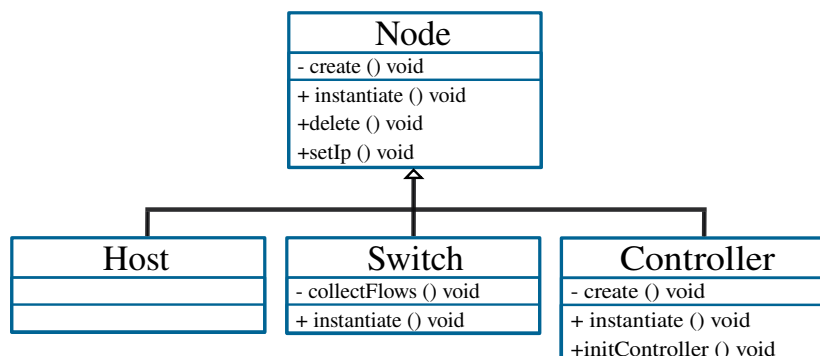 Node
- create () void
+ instantiate () void
+delete () void
+setIp () void
Host
Switch
- collectFlows () void
+ instantiate () void
Controller
- create () void
+ instantiate () void
+initController () void